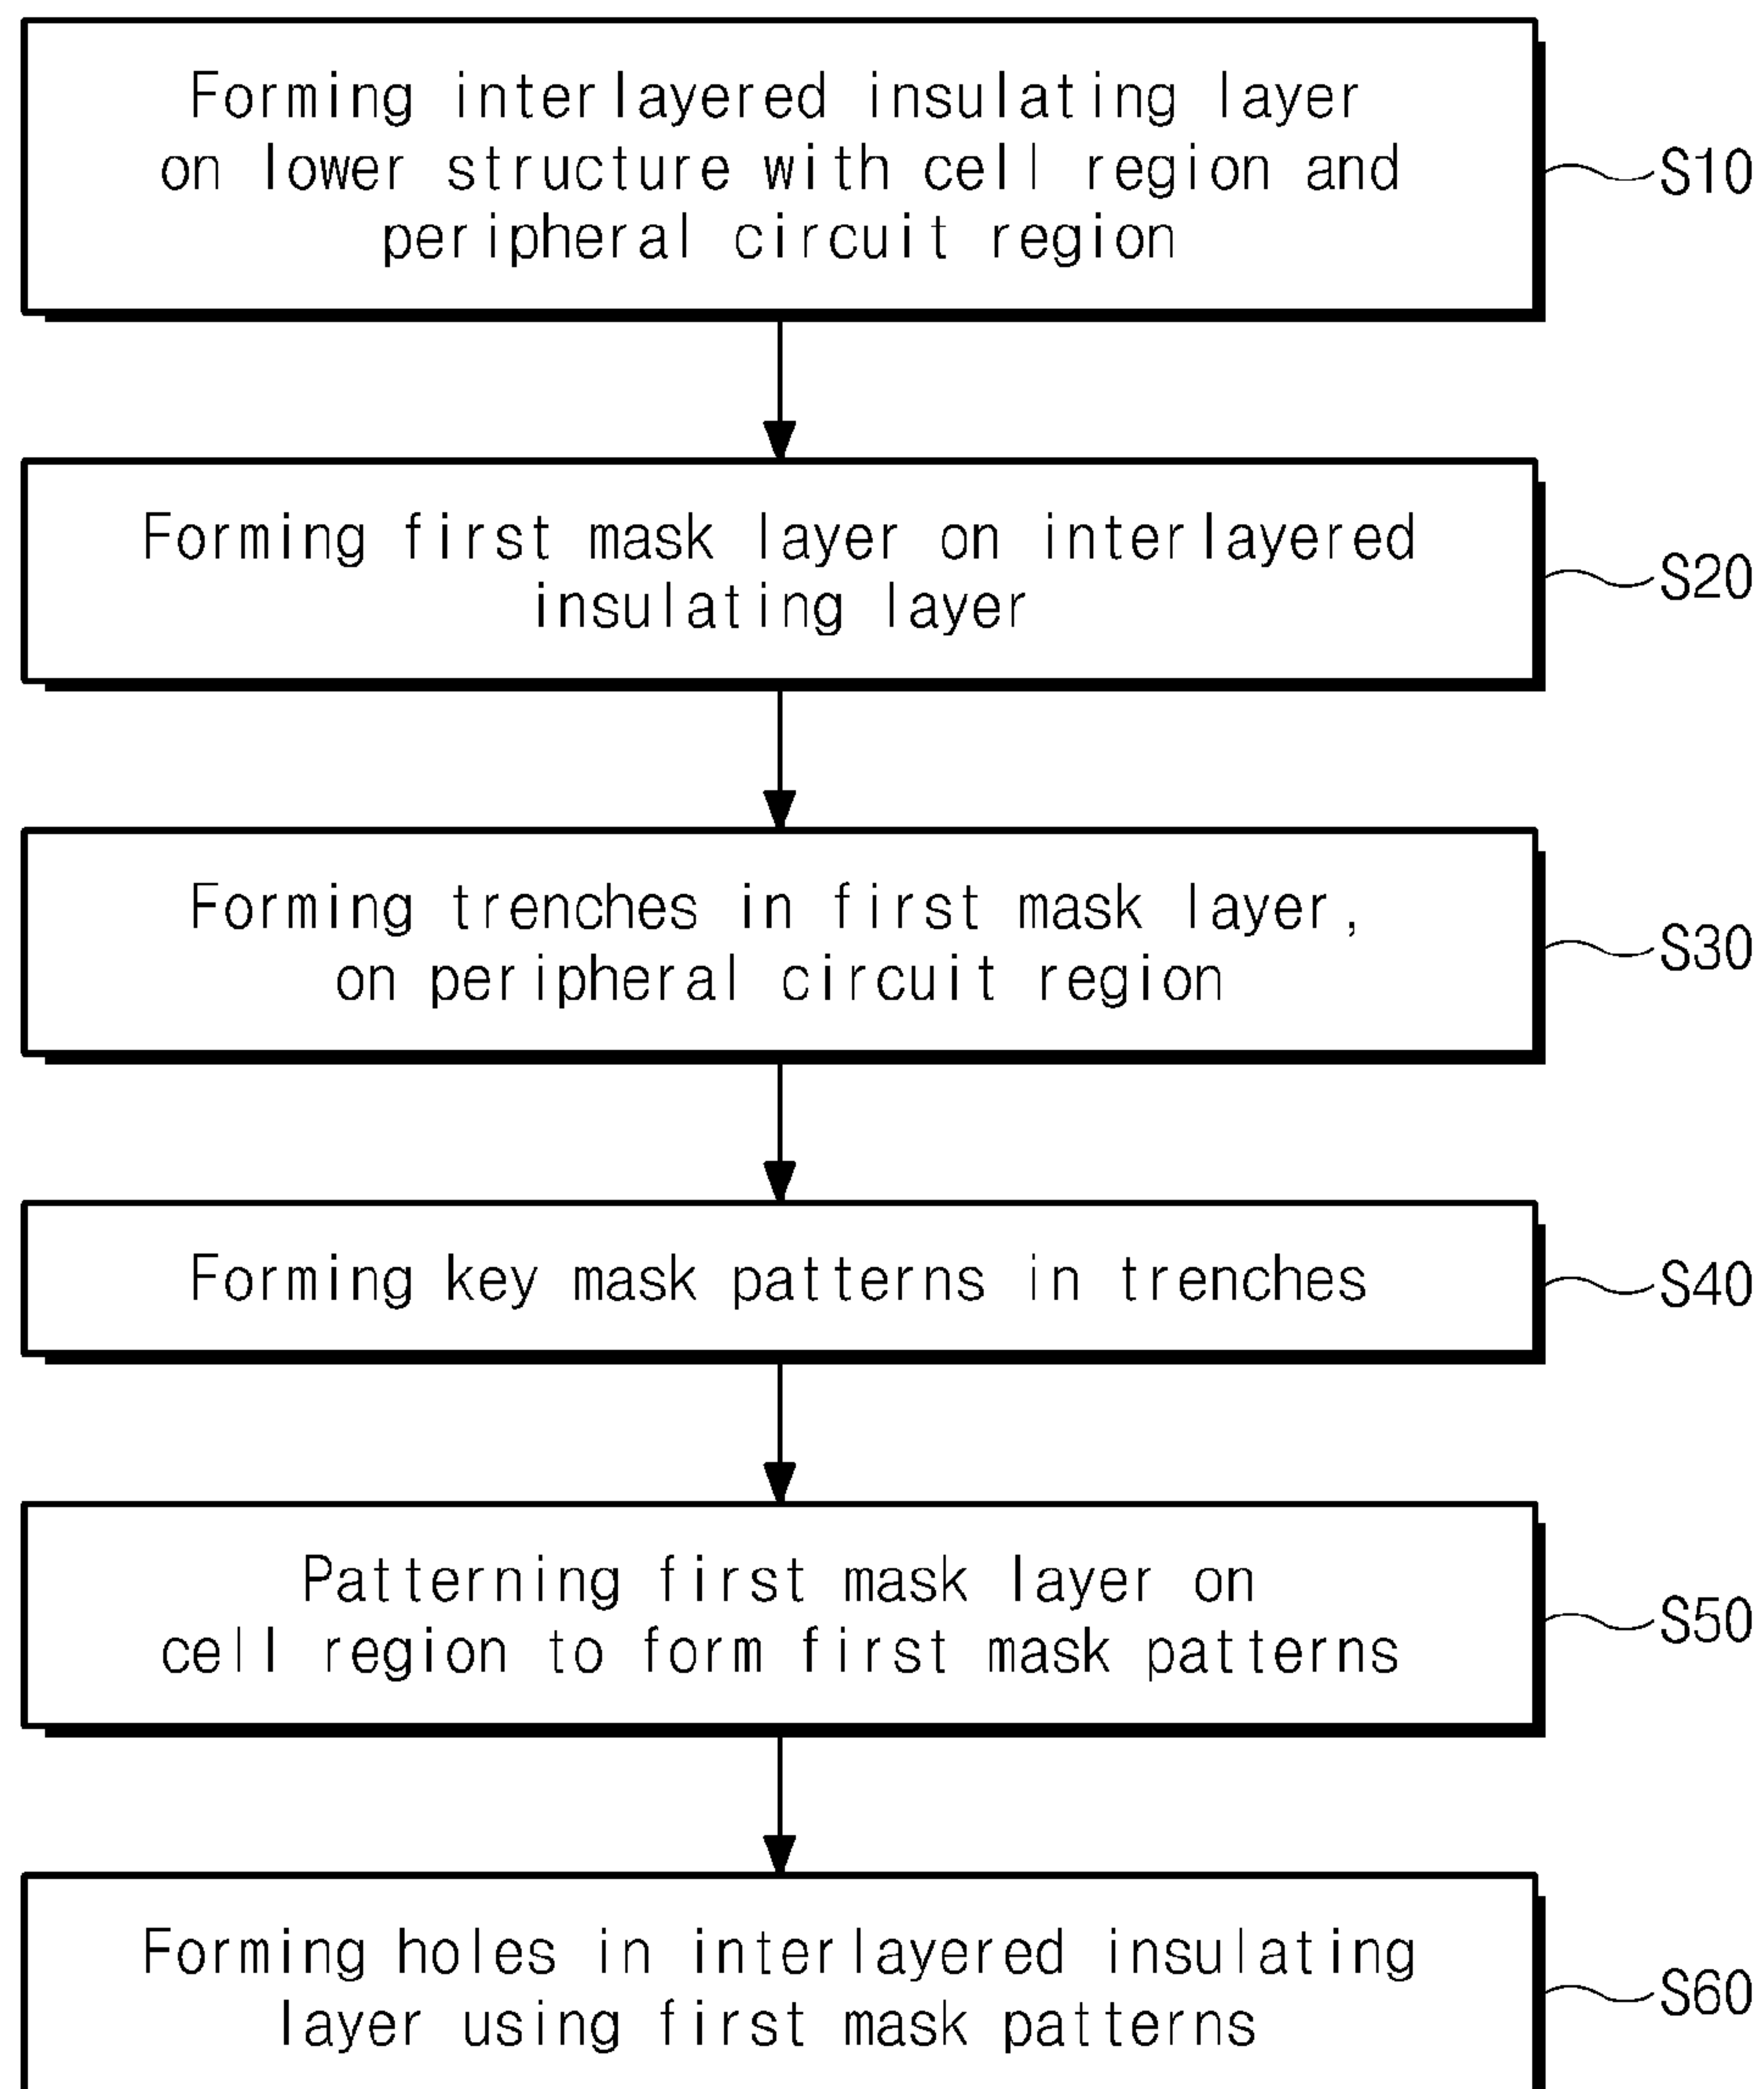 Forming interlayered insulating layer
on lower structure with cell region and
peripheral circuit region
S10
Forming first mask layer on interlayered
insulating layer
S20
Forming trenches in first mask layer,
on peripheral circuit region
S30
Forming key mask patterns in trenches
S40
Patterning first mask layer on
cell region to form first mask patterns
S50
Forming holes in interlayered insulating
layer using first mask patterns
S60